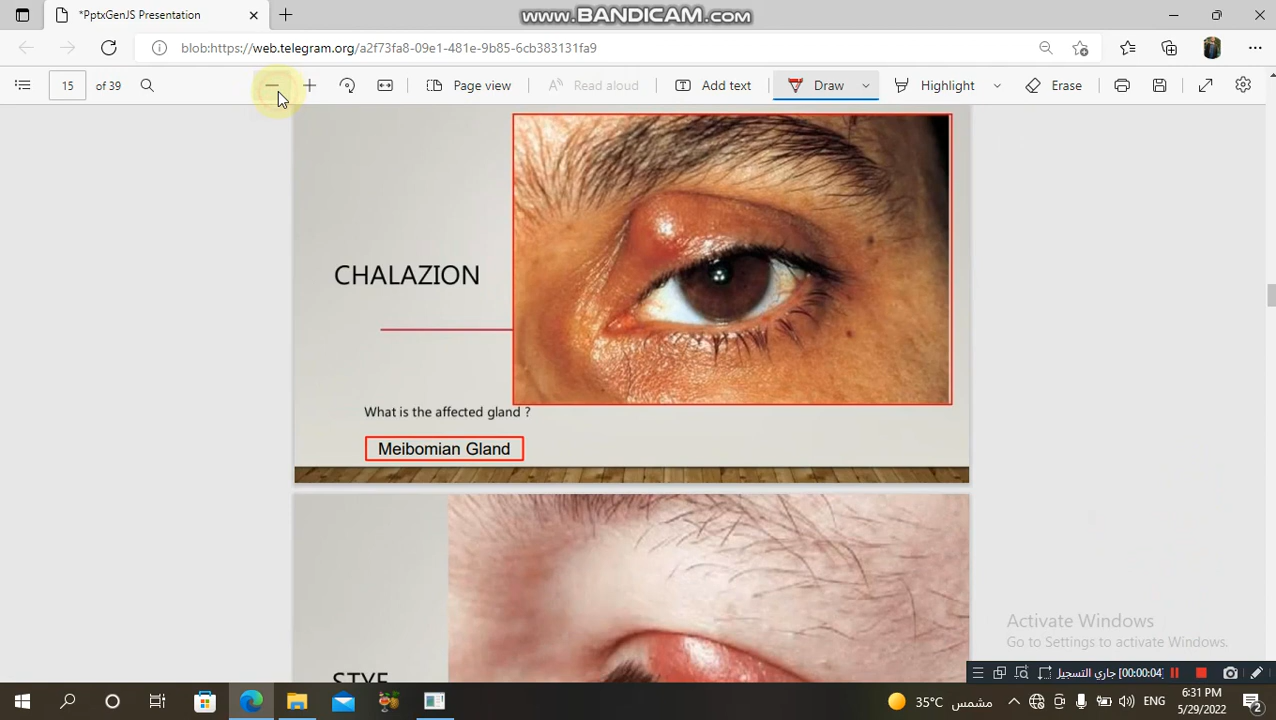 *PptxGenJS Presentation
www.BANDICAM.com
blob:https://web.telegram.org/a2f73fa8-09e1-481e-9b85-6cb383131fa9
15 of 39
Page view
Read aloud
Add text
Draw
Highlight
Erase
CHALAZION
What is the affected gland ?
Meibomian Gland
STYE
Activate Windows
Go to Settings to activate Windows.
جاري التسجيل [00:00:04]
35°C مشمس
ENG
6:31 PM
5/29/2022
2